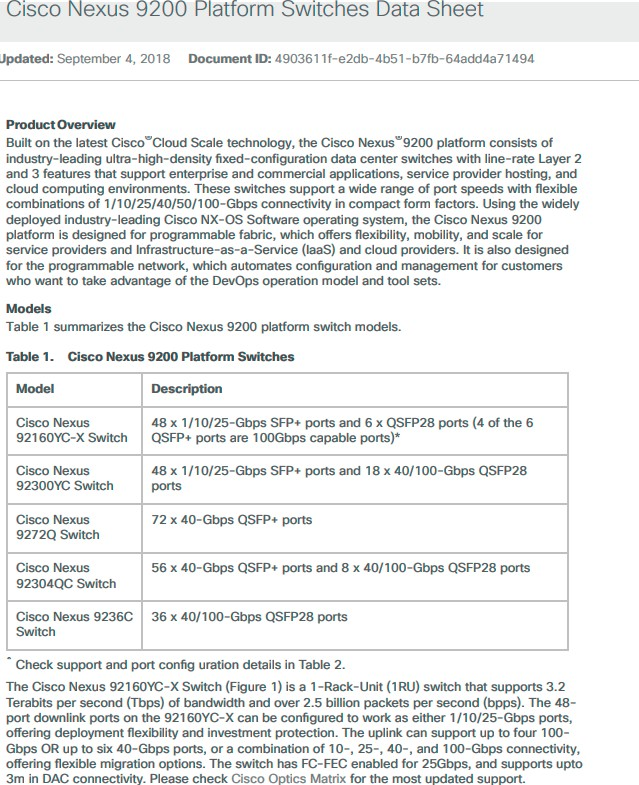 Cisco Nexus 9200 Platform Switches Data Sheet
Updated: September 4, 2018 Document ID: 4903611f-e2db-4b51-b7fb-64add4a71494
Product Overview
Built on the latest Cisco® Cloud Scale technology, the Cisco Nexus® 9200 platform consists of
industry-leading ultra-high-density fixed-configuration data center switches with line-rate Layer 2
and 3 features that support enterprise and commercial applications, service provider hosting, and
cloud computing environments. These switches support a wide range of port speeds with flexible
combinations of 1/10/25/40/50/100-Gbps connectivity in compact form factors. Using the widely
deployed industry-leading Cisco NX-OS Software operating system, the Cisco Nexus 9200
platform is designed for programmable fabric, which offers flexibility, mobility, and scale for
service providers and Infrastructure-as-a-Service (IaaS) and cloud providers. It is also designed
for the programmable network, which automates configuration and management for customers
who want to take advantage of the DevOps operation model and tool sets.
Models
Table 1 summarizes the Cisco Nexus 9200 platform switch models.
Table 1. Cisco Nexus 9200 Platform Switches
Model Description
Cisco Nexus 48 x 1/10/25-Gbps SFP+ ports and 6 x QSFP28 ports (4 of the 6
92160YC-X Switch QSFP+ ports are 100Gbps capable ports)*
Cisco Nexus 48 x 1/10/25-Gbps SFP+ ports and 18 x 40/100-Gbps QSFP28
92300YC Switch ports
Cisco Nexus 72 x 40-Gbps QSFP+ ports
9272Q Switch
Cisco Nexus 56 x 40-Gbps QSFP+ ports and 8 x 40/100-Gbps QSFP28 ports
92304QC Switch
Cisco Nexus 9236C 36 x 40/100-Gbps QSFP28 ports
Switch
* Check support and port config uration details in Table 2.
The Cisco Nexus 92160YC-X Switch (Figure 1) is a 1-Rack-Unit (1RU) switch that supports 3.2
Terabits per second (Tbps) of bandwidth and over 2.5 billion packets per second (bpps). The 48-
port downlink ports on the 92160YC-X can be configured to work as either 1/10/25-Gbps ports,
offering deployment flexibility and investment protection. The uplink can support up to four 100-
Gbps OR up to six 40-Gbps ports, or a combination of 10-, 25-, 40-, and 100-Gbps connectivity,
offering flexible migration options. The switch has FC-FEC enabled for 25Gbps, and supports upto
3m in DAC connectivity. Please check Cisco Optics Matrix for the most updated support.